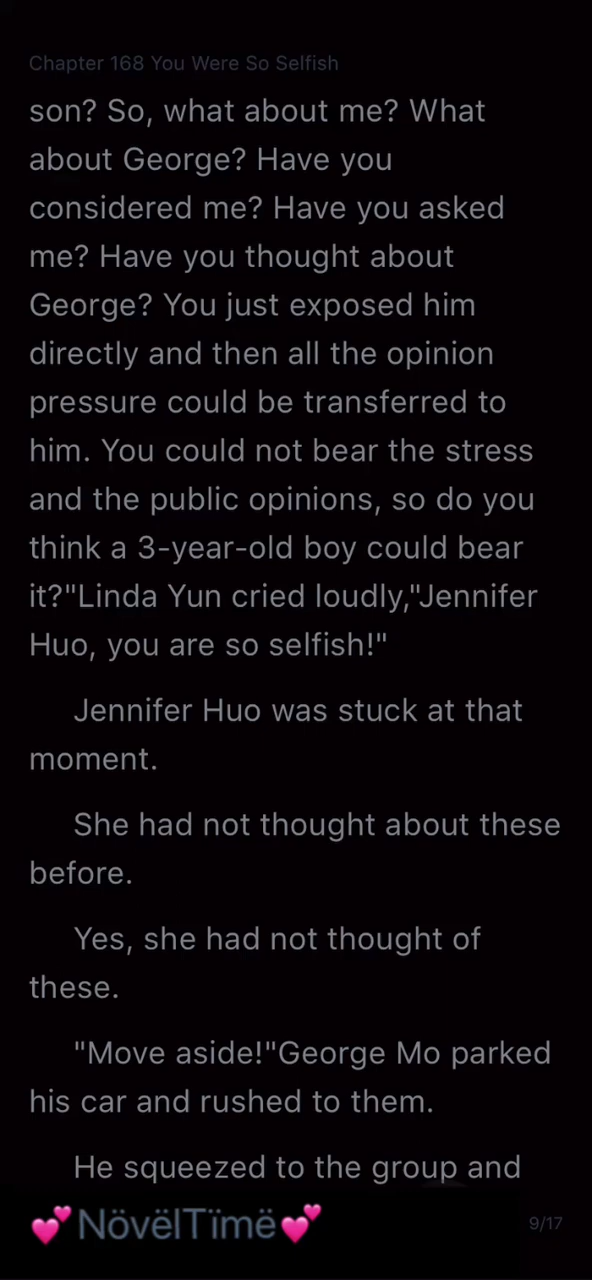 Chapter 168 You Were So Selfish
son? So, what about me? What
about George? Have you
considered me? Have you asked
me? Have you thought about
George? You just exposed him
directly and then all the opinion
pressure could be transferred to
him. You could not bear the stress
and the public opinions, so do you
think a 3-year-old boy could bear
it?"Linda Yun cried loudly,"Jennifer
Huo, you are so selfish!"
Jennifer Huo was stuck at that
moment.
She had not thought about these
before.
Yes, she had not thought of
these.
"Move aside!"George Mo parked
his car and rushed to them.
He squeezed to the group and
💕NövëlTïmë💕
9/17